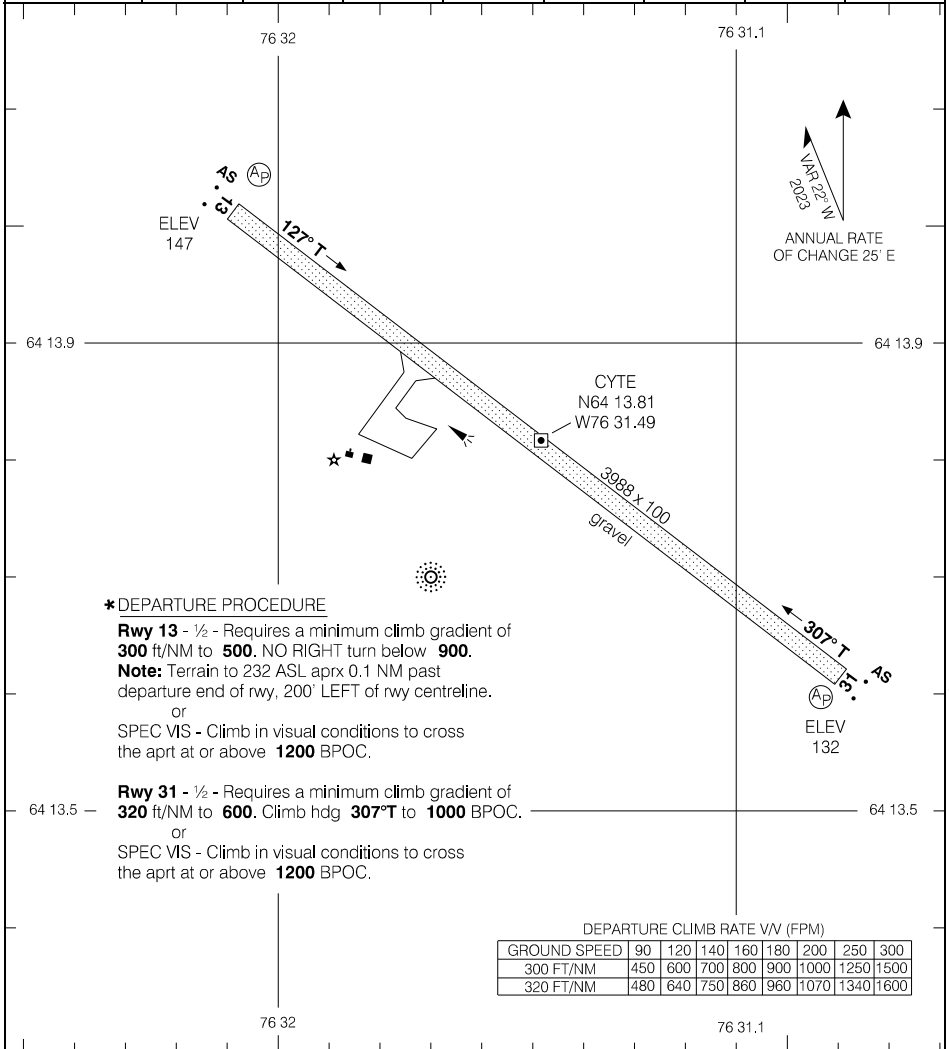 76 32
76 31.1
AS
AP
13
ELEV
147
127° T
VAR 22° W
2023
ANNUAL RATE
OF CHANGE 25' E
64 13.9
64 13.9
CYTE
N64 13.81
W76 31.49
3988 x 100
gravel
307° T
31
AS
AP
ELEV
132
* DEPARTURE PROCEDURE
Rwy 13 - ½ - Requires a minimum climb gradient of
300 ft/NM to 500. NO RIGHT turn below 900.
Note: Terrain to 232 ASL aprx 0.1 NM past
departure end of rwy, 200' LEFT of rwy centreline.
or
SPEC VIS - Climb in visual conditions to cross
the aprt at or above 1200 BPOC.
Rwy 31 - ½ - Requires a minimum climb gradient of
320 ft/NM to 600. Climb hdg 307°T to 1000 BPOC.
or
SPEC VIS - Climb in visual conditions to cross
the aprt at or above 1200 BPOC.
64 13.5
64 13.5
DEPARTURE CLIMB RATE V/V (FPM)
GROUND SPEED 90 120 140 160 180 200 250 300
300 FT/NM 450 600 700 800 900 1000 1250 1500
320 FT/NM 480 640 750 860 960 1070 1340 1600
76 32
76 31.1